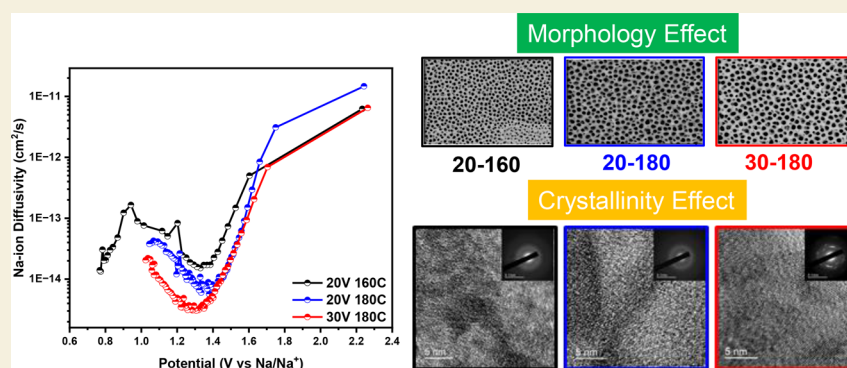 Na-ion Diffusivity (cm²/s)
1E-11
1E-12
1E-13
1E-14
0.6 0.8 1.0 1.2 1.4 1.6 1.8 2.0 2.2 2.4
Potential (V vs Na/Na⁺)
20V 160C
20V 180C
30V 180C
Morphology Effect
20-160 20-180 30-180
Crystallinity Effect
5 nm 5 nm 5 nm